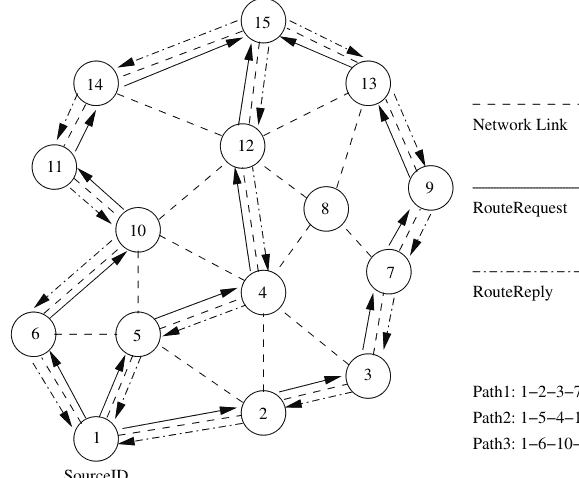 15
14
13
12
11
9
8
10
7
4
6
5
3
2
1
SourceID
Network Link
RouteRequest
RouteReply
Path1: 1−2−3−7
Path2: 1−5−4−1
Path3: 1−6−10−